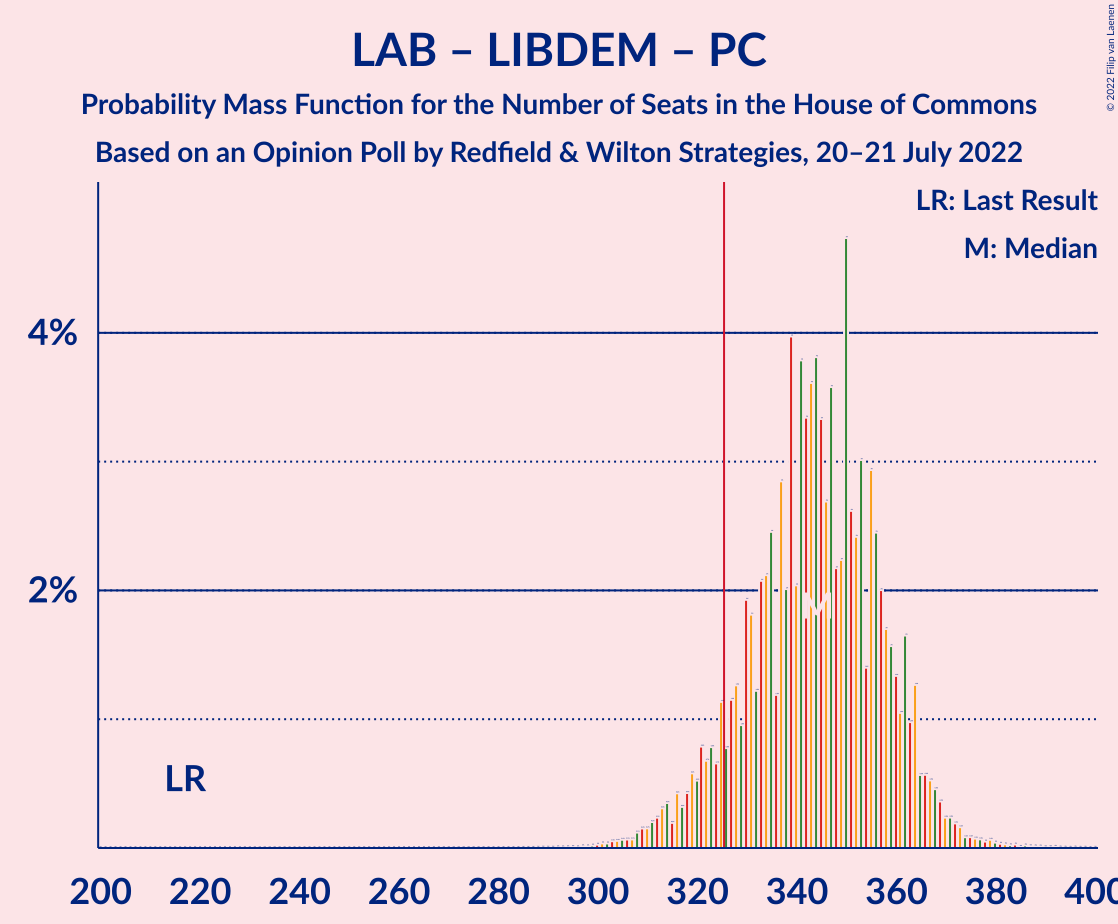 LAB – LIBDEM – PC
Probability Mass Function for the Number of Seats in the House of Commons
Based on an Opinion Poll by Redfield & Wilton Strategies, 20–21 July 2022
© 2022 Filip van Laenen
LR: Last Result
M: Median
4%
2%
LR
200 220 240 260 280 300 320 340 360 380 400